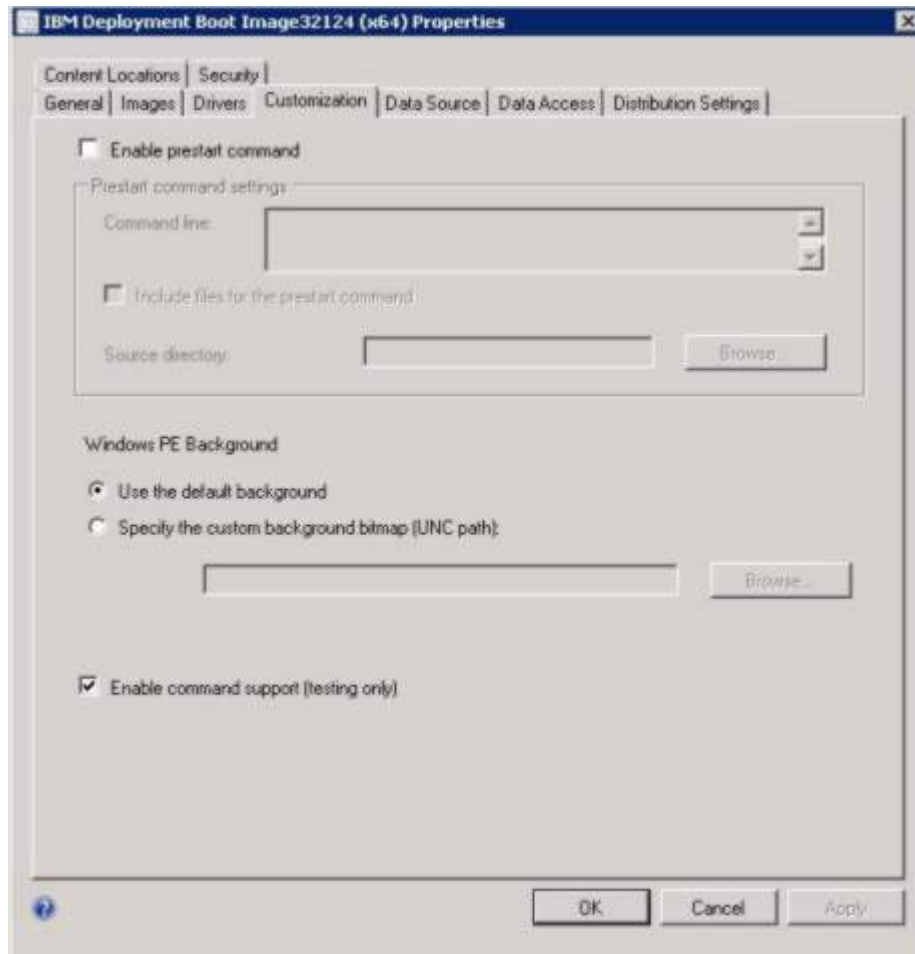 IBM Deployment Boot Image32124 (x64) Properties
Content Locations Security
General Images Drivers Customization Data Source Data Access Distribution Settings
Enable prestart command
Prestart command settings
Command line:
Include files for the prestart command
Source directory: Browse...
Windows PE Background
Use the default background
Specify the custom background bitmap (UNC path):
Browse...
Enable command support (testing only)
OK Cancel Apply